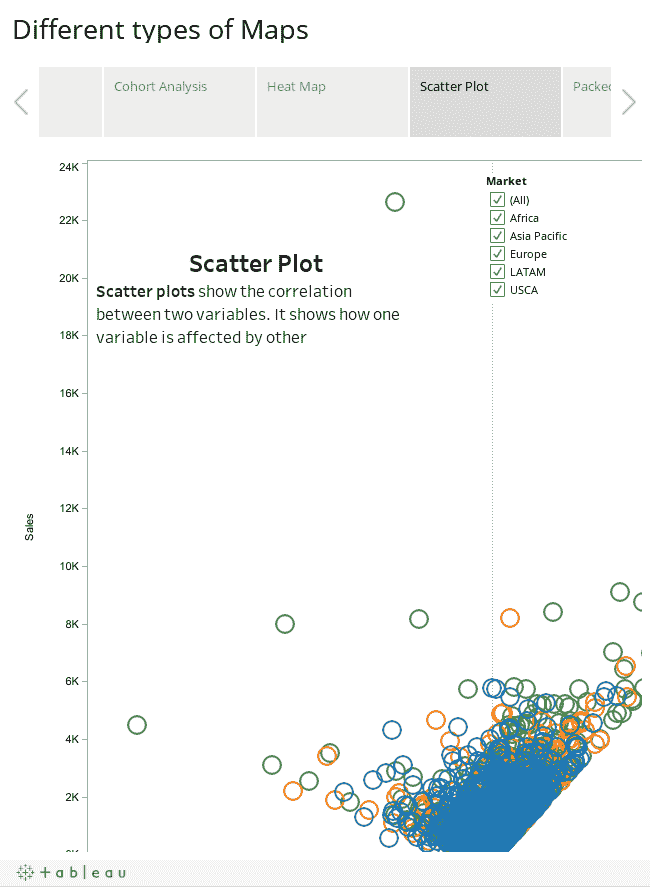 Different types of Maps
Cohort Analysis
Heat Map
Scatter Plot
24K
22K
20K
18K
16K
14K
12K
10K
8K
6K
4K
2K
Sales
Scatter Plot
Scatter plots show the correlation
between two variables. It shows how one
variable is affected by other
Market
(All)
Africa
Asia Pacific
Europe
LATAM
USCA
+ableau